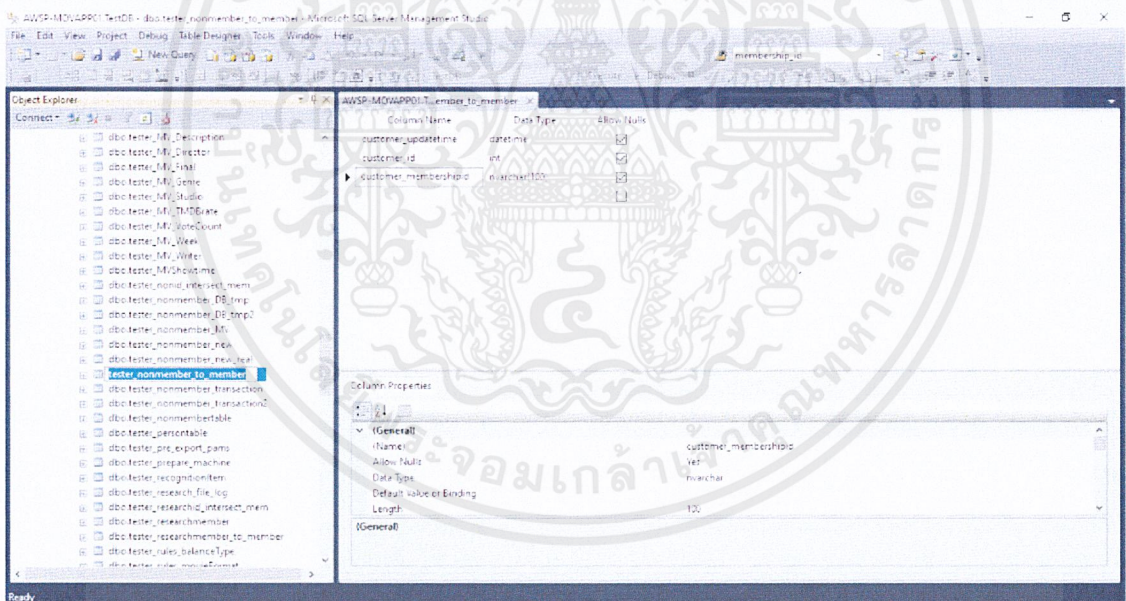 AWSP-MOVAPP01.TestDB - dbo.tester_nonmember_to_member - Microsoft SQL Server Management Studio
File Edit View Project Debug Table Designer Tools Window Help
New Query
membership_id
Object Explorer
Connect
AWSP-MOVAPP01.T...ember_to_member
Column Name Data Type Allow Nulls
customer_updatetime datetime
customer_id int
customer_membershipid nvarchar(100)
dbo.tester_MV_Description
dbo.tester_MV_Director
dbo.tester_MV_Final
dbo.tester_MV_Genre
dbo.tester_MV_Studio
dbo.tester_MV_TMDBrate
dbo.tester_MV_VoteCount
dbo.tester_MV_Week
dbo.tester_MV_Writer
dbo.tester_MVShowtime
dbo.tester_nonid_intersect_mem
dbo.tester_nonmember_DB_tmp
dbo.tester_nonmember_DB_tmp2
dbo.tester_nonmember_MV
dbo.tester_nonmember_new
dbo.tester_nonmember_new_real
tester_nonmember_to_member
dbo.tester_nonmember_transaction
dbo.tester_nonmember_transaction2
dbo.tester_nonmembertable
dbo.tester_persontable
dbo.tester_pre_export_pams
dbo.tester_prepare_machine
dbo.tester_recognitionItem
dbo.tester_research_file_log
dbo.tester_researchid_intersect_mem
dbo.tester_researchmember
dbo.tester_researchmember_to_member
dbo.tester_rules_balanceType
dbo.tester_rules_movieFormat
Column Properties
(General)
(Name) customer_membershipid
Allow Nulls Yes
Data Type nvarchar
Default Value or Binding
Length 100
(General)
Ready